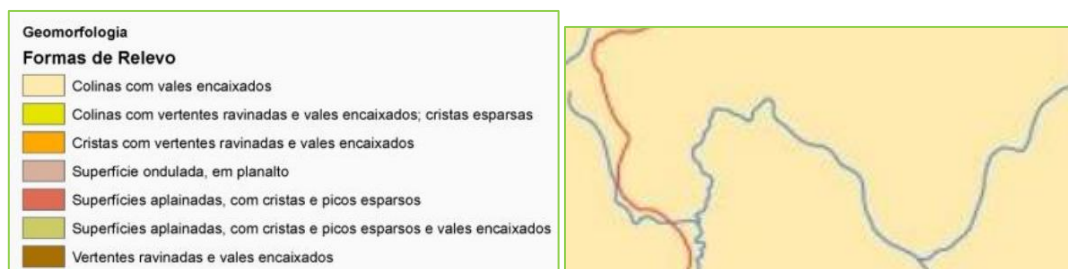 Geomorfologia
Formas de Relevo
Colinas com vales encaixados
Colinas com vertentes ravinadas e vales encaixados; cristas esparsas
Cristas com vertentes ravinadas e vales encaixados
Superfície ondulada, em planalto
Superfícies aplainadas, com cristas e picos esparsos
Superfícies aplainadas, com cristas e picos esparsos e vales encaixados
Vertentes ravinadas e vales encaixados